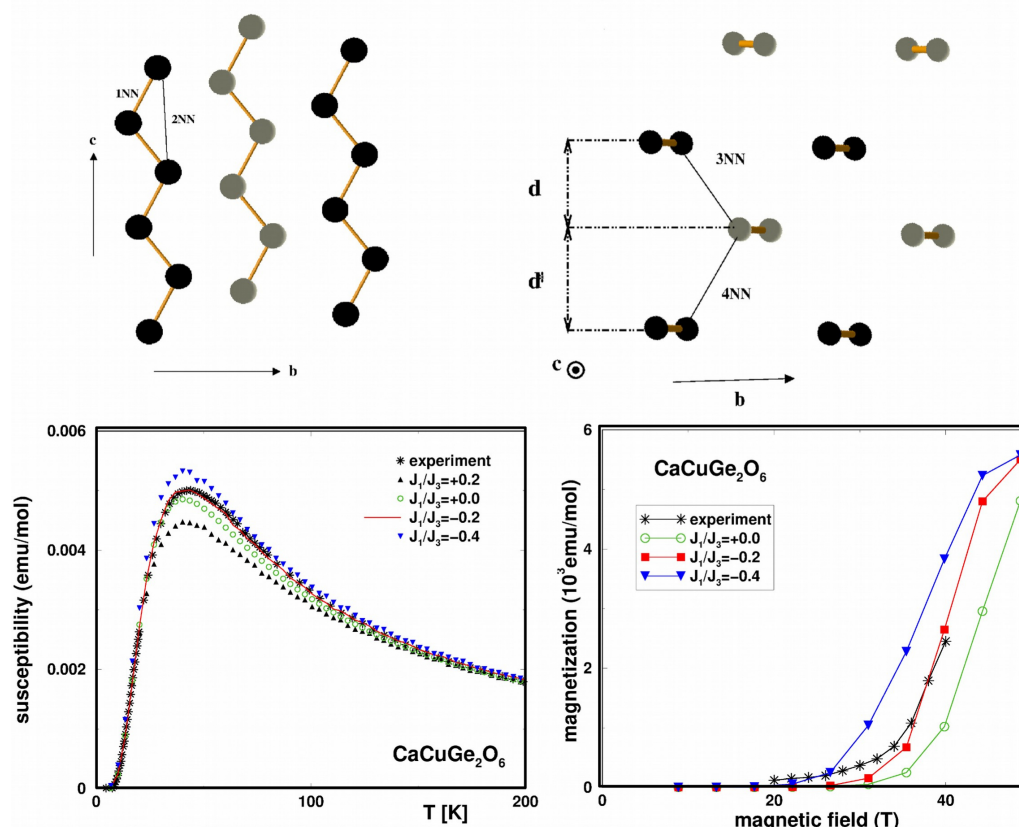 1NN
2NN
c
b
3NN
d
4NN
c
b
0.006
0.004
0.002
0
susceptibility (emu/mol)
experiment
J1/J3=+0.2
J1/J3=+0.0
J1/J3=−0.2
J1/J3=−0.4
CaCuGe2O6
0
100
200
T [K]
6
4
2
0
magnetization (10³emu/mol)
CaCuGe2O6
experiment
J1/J3=+0.0
J1/J3=−0.2
J1/J3=−0.4
0
20
40
magnetic field (T)